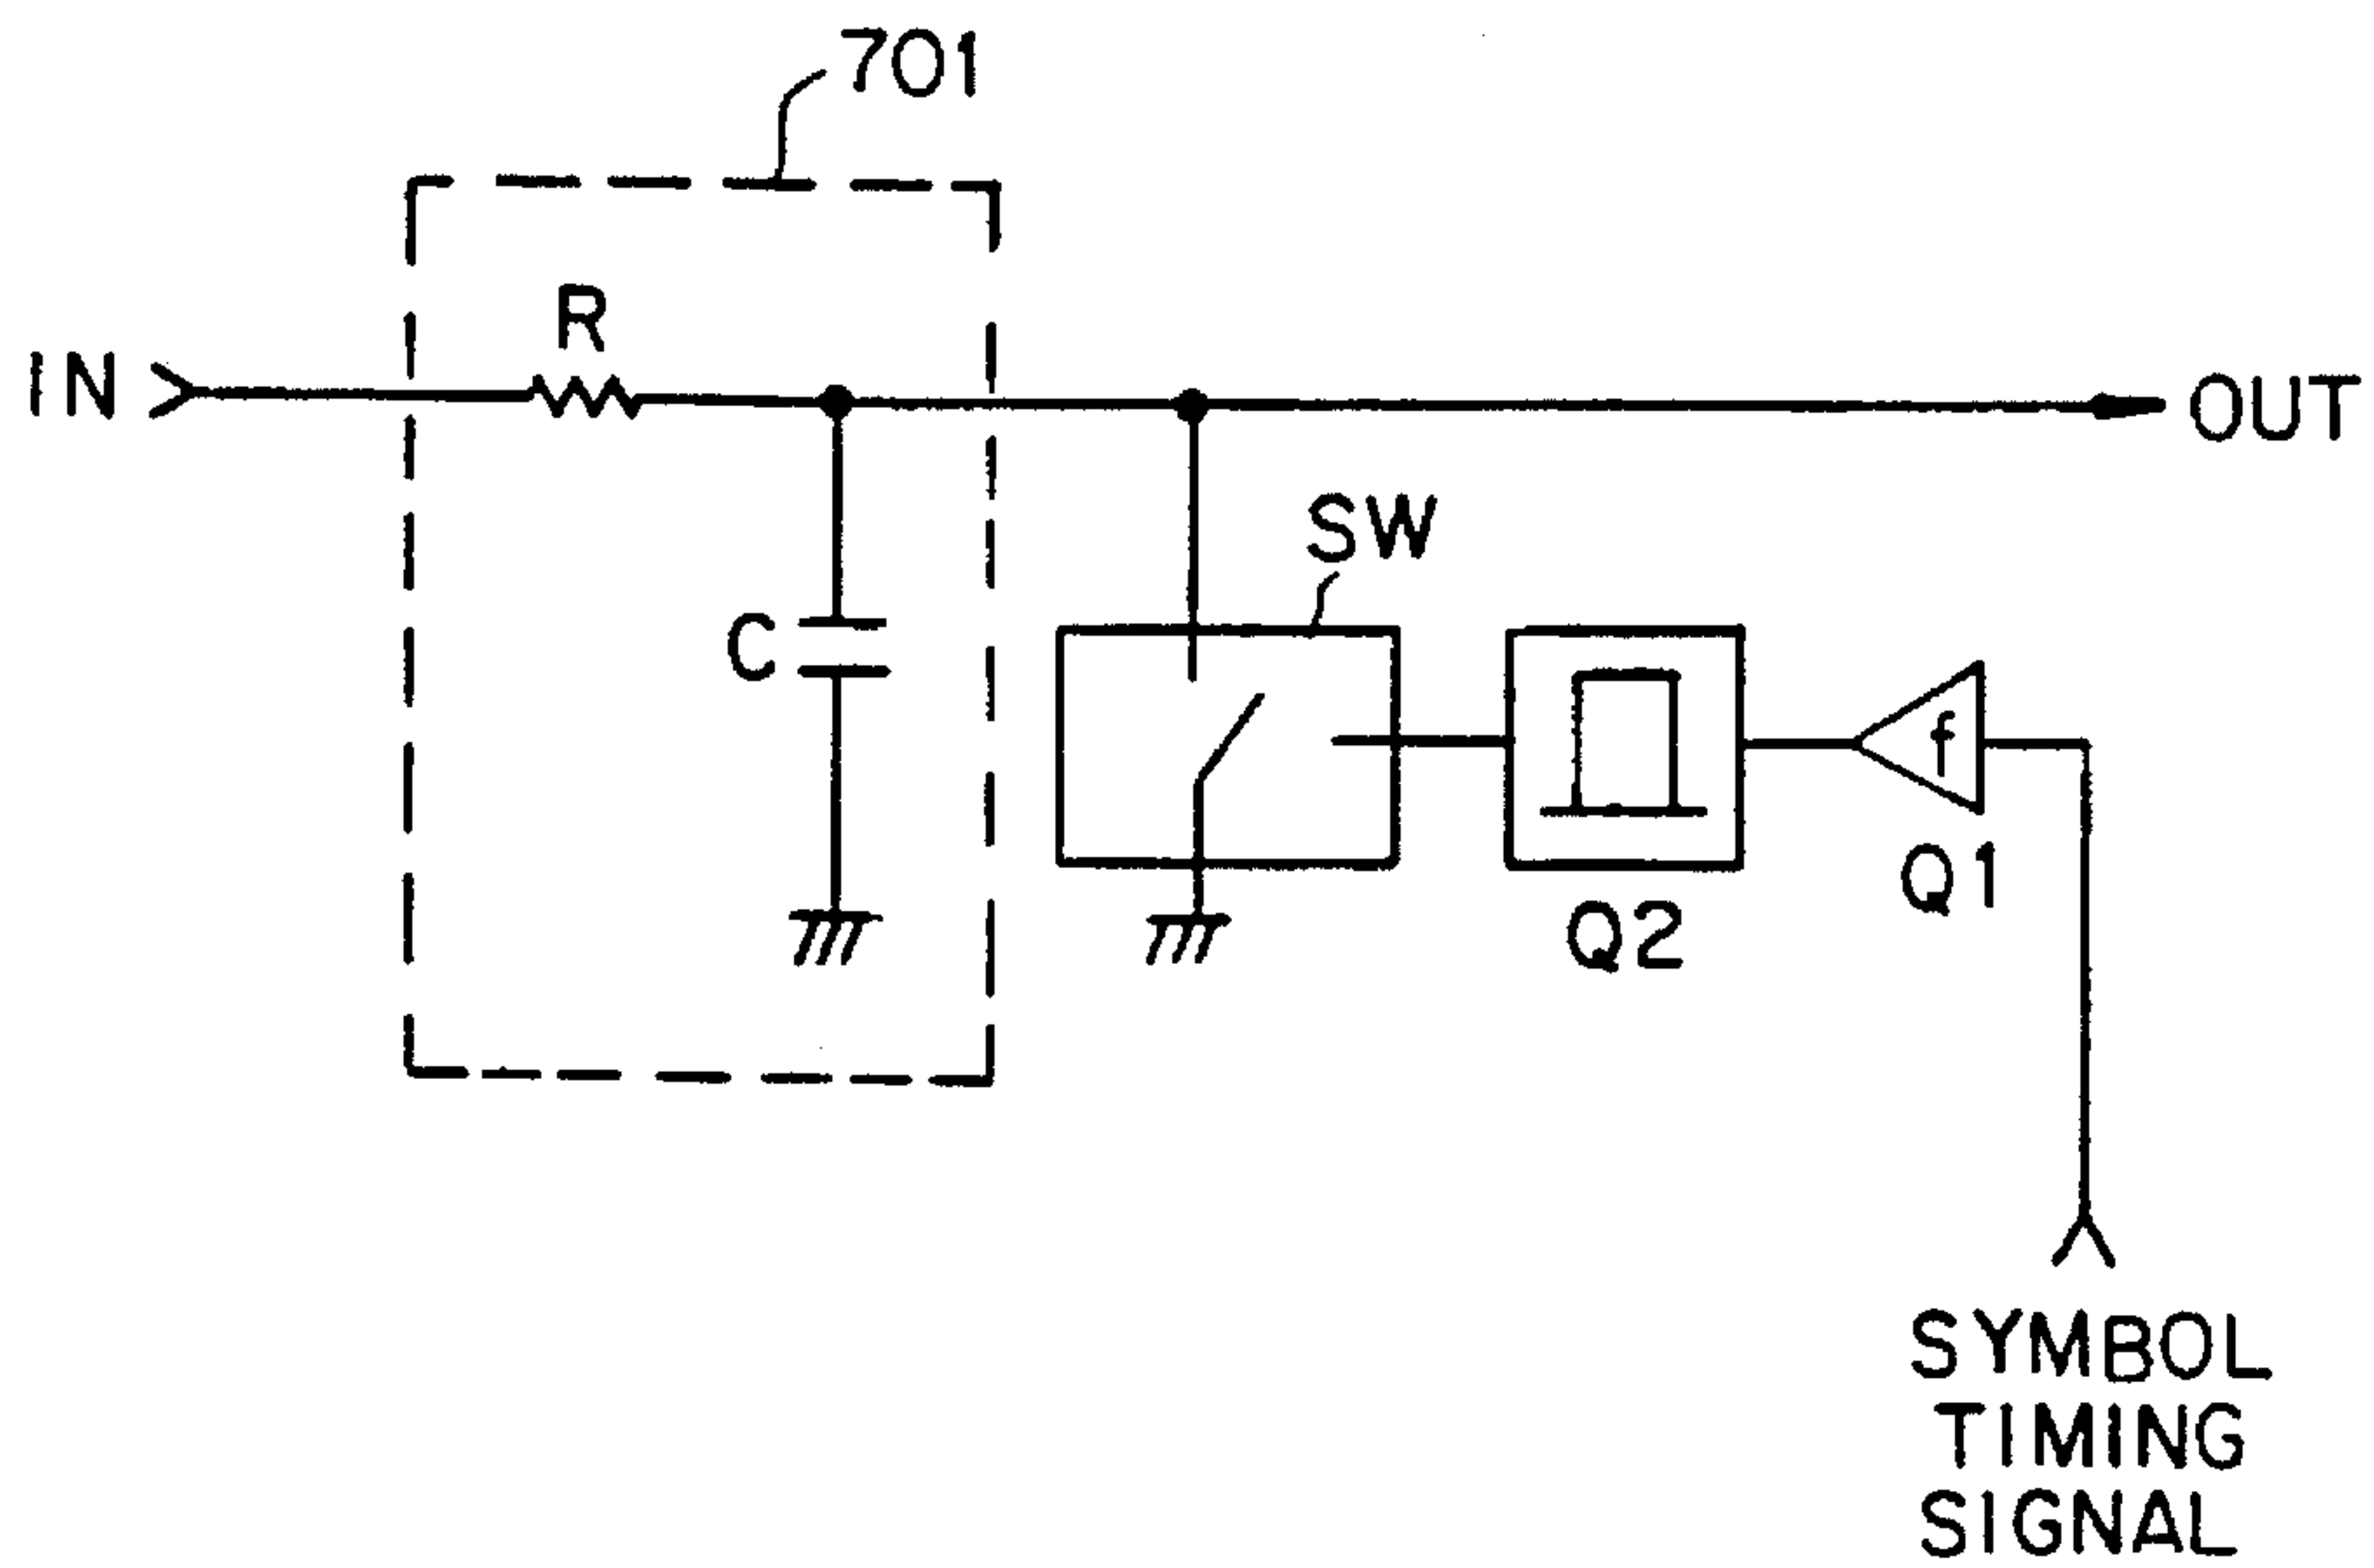 701
R
IN
OUT
SW
C
f
Q1
Q2
SYMBOL
TIMING
SIGNAL